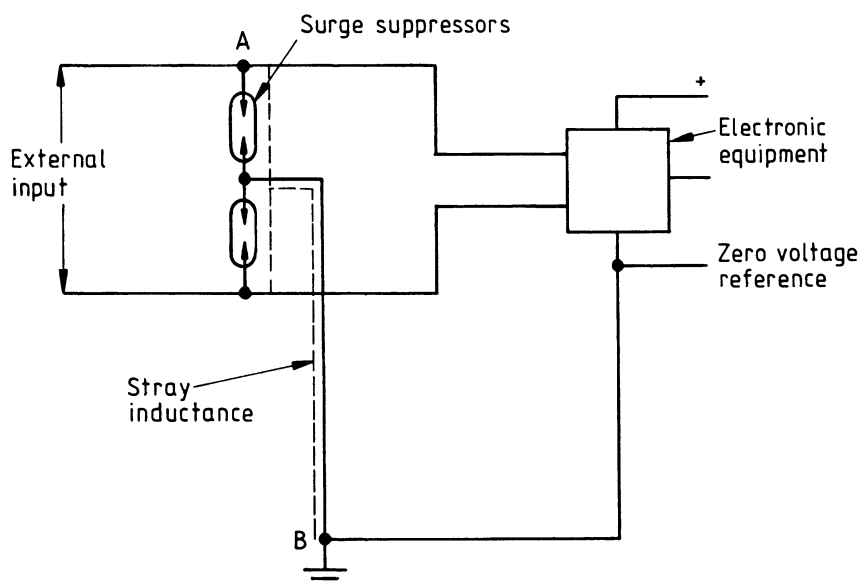 A
Surge suppressors
+
External
input
Electronic
equipment
Zero voltage
reference
Stray
inductance
B